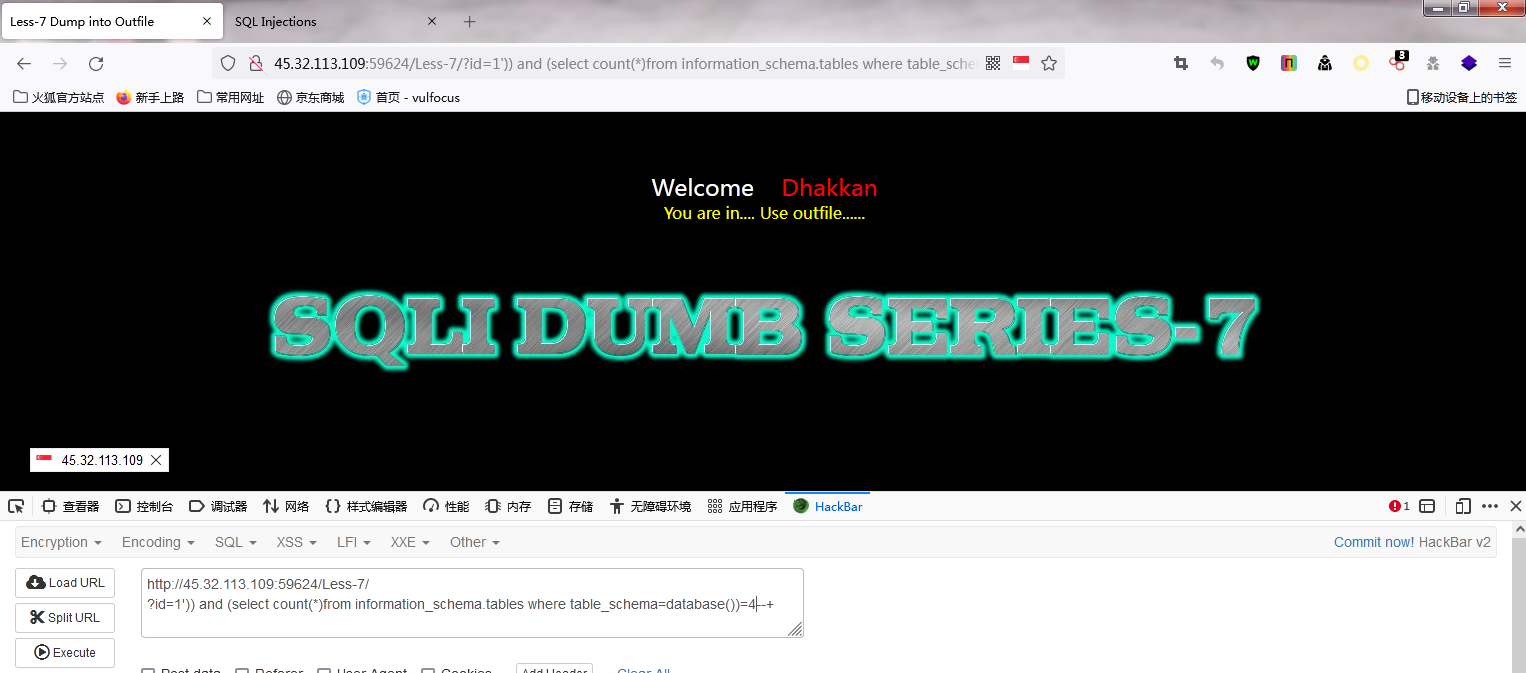 Less-7 Dump into Outfile
SQL Injections
45.32.113.109:59624/Less-7/?id=1')) and (select count(*)from information_schema.tables where table_sche
5
火狐官方站点
新手上路
常用网址
京东商城
首页 - vulfocus
移动设备上的书签
Welcome Dhakkan
You are in.... Use outfile......
SQLI DUMB SERIES-7
45.32.113.109
查看器
控制台
调试器
网络
样式编辑器
性能
内存
存储
无障碍环境
应用程序
HackBar
1
Encryption
Encoding
SQL
XSS
LFI
XXE
Other
Commit now! HackBar v2
Load URL
Split URL
Execute
http://45.32.113.109:59624/Less-7/
?id=1')) and (select count(*)from information_schema.tables where table_schema=database())=4--+
Post data
Referer
User Agent
Cookies
Add Header
Clear All